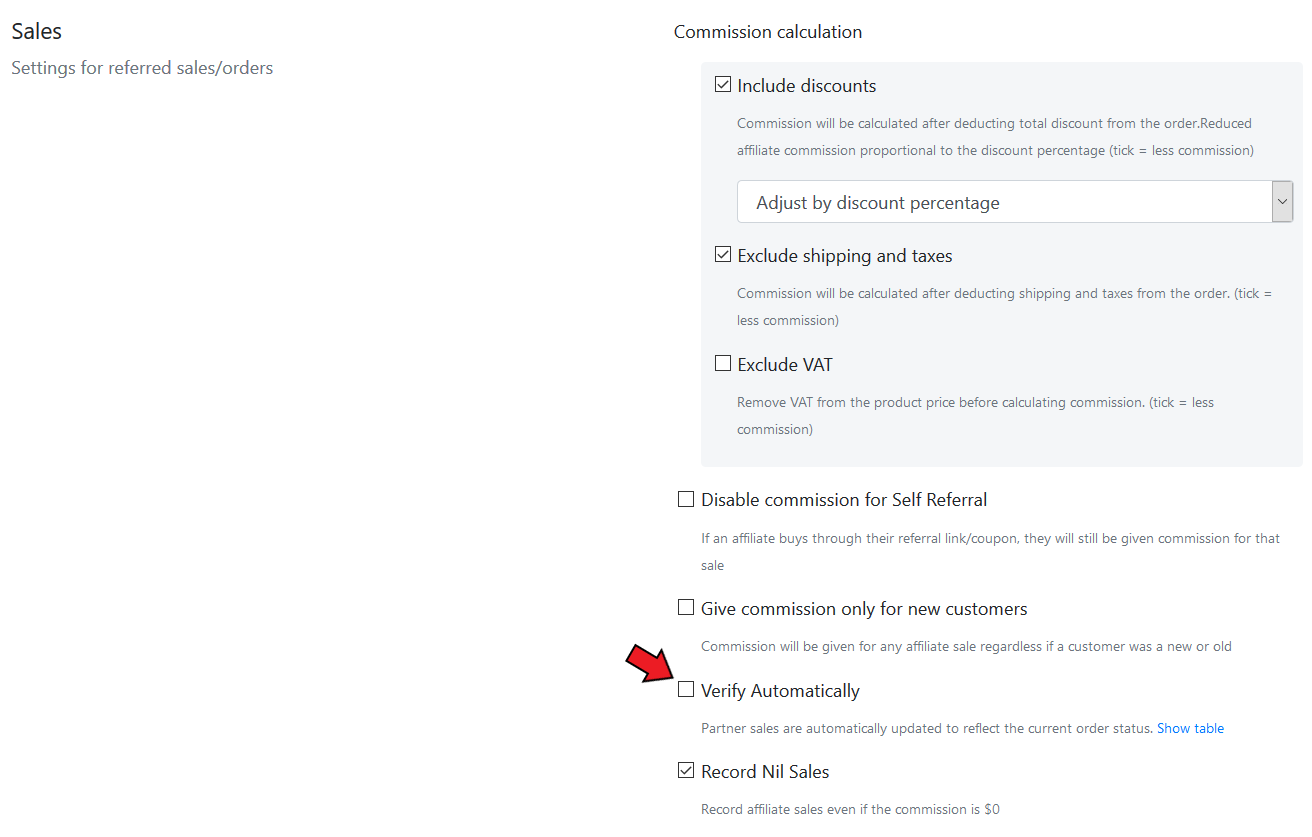 Sales
Settings for referred sales/orders
Commission calculation
Include discounts
Commission will be calculated after deducting total discount from the order.Reduced
affiliate commission proportional to the discount percentage (tick = less commission)
Adjust by discount percentage
Exclude shipping and taxes
Commission will be calculated after deducting shipping and taxes from the order. (tick =
less commission)
Exclude VAT
Remove VAT from the product price before calculating commission. (tick = less
commission)
Disable commission for Self Referral
If an affiliate buys through their referral link/coupon, they will still be given commission for that
sale
Give commission only for new customers
Commission will be given for any affiliate sale regardless if a customer was a new or old
Verify Automatically
Partner sales are automatically updated to reflect the current order status. Show table
Record Nil Sales
Record affiliate sales even if the commission is $0